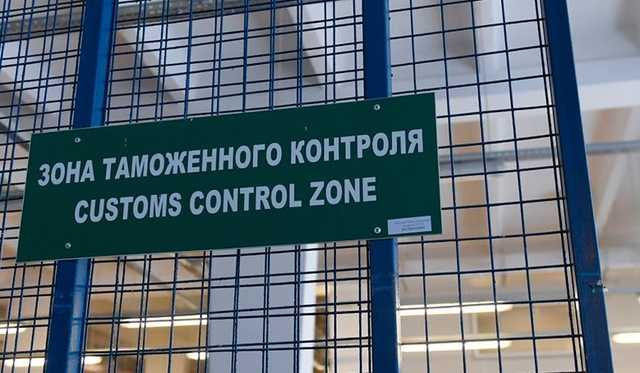 ЗОНА ТАМОЖЕННОГО КОНТРОЛЯ
CUSTOMS CONTROL ZONE